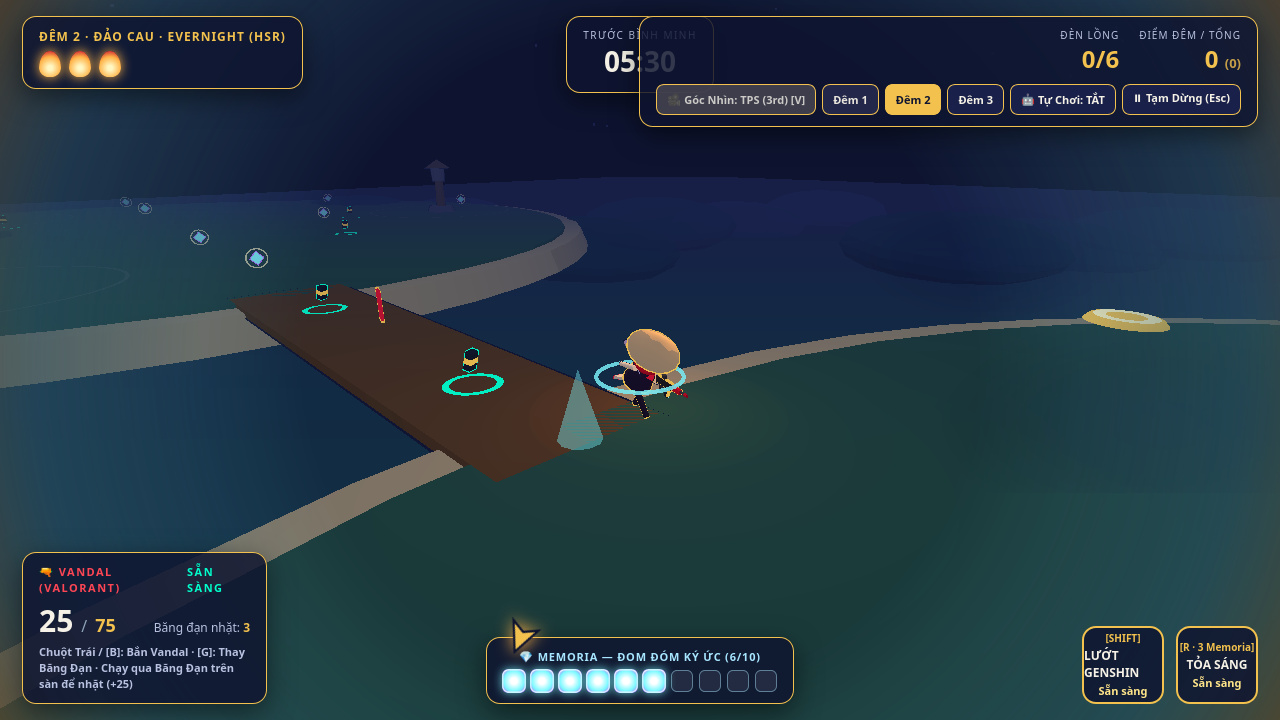 ĐÊM 2 · ĐẢO CAU · EVERNIGHT (HSR)
TRƯỚC BÌNH MINH
05:30
ĐÈN LỒNG
0/6
ĐIỂM ĐÊM / TỔNG
0 (0)
Góc Nhìn: TPS (3rd) [V]
Đêm 1
Đêm 2
Đêm 3
🤖 Tự Chơi: TẮT
⏸ Tạm Dừng (Esc)
🔫 VANDAL (VALORANT)
SẴN SÀNG
25 / 75
Băng đạn nhặt: 3
Chuột Trái / [B]: Bắn Vandal · [G]: Thay
Băng Đạn · Chạy qua Băng Đạn trên
sàn để nhặt (+25)
💎 MEMORIA — ĐOM ĐÓM KÝ ỨC (6/10)
[SHIFT]
LƯỚT
GENSHIN
Sẵn sàng
[R · 3 Memoria]
TỎA SÁNG
Sẵn sàng